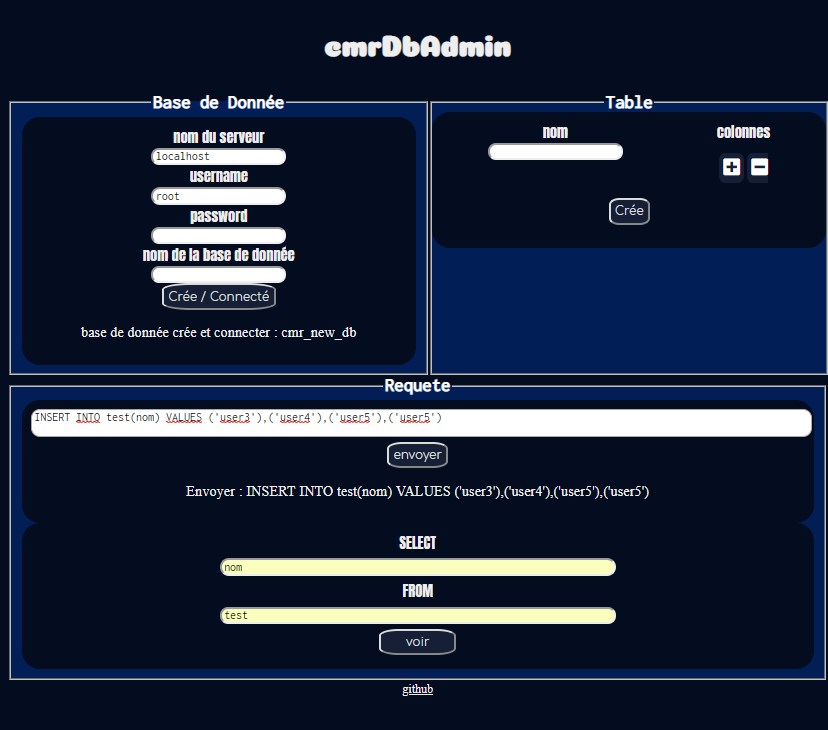 cmrDbAdmin
Base de Donnée
nom du serveur
localhost
username
root
password
nom de la base de donnée
Crée / Connecté
base de donnée crée et connecter : cmr_new_db
Table
nom
colonnes
Crée
Requete
INSERT INTO test(nom) VALUES ('user3'),('user4'),('user5'),('user5')
envoyer
Envoyer : INSERT INTO test(nom) VALUES ('user3'),('user4'),('user5'),('user5')
SELECT
nom
FROM
test
voir
github